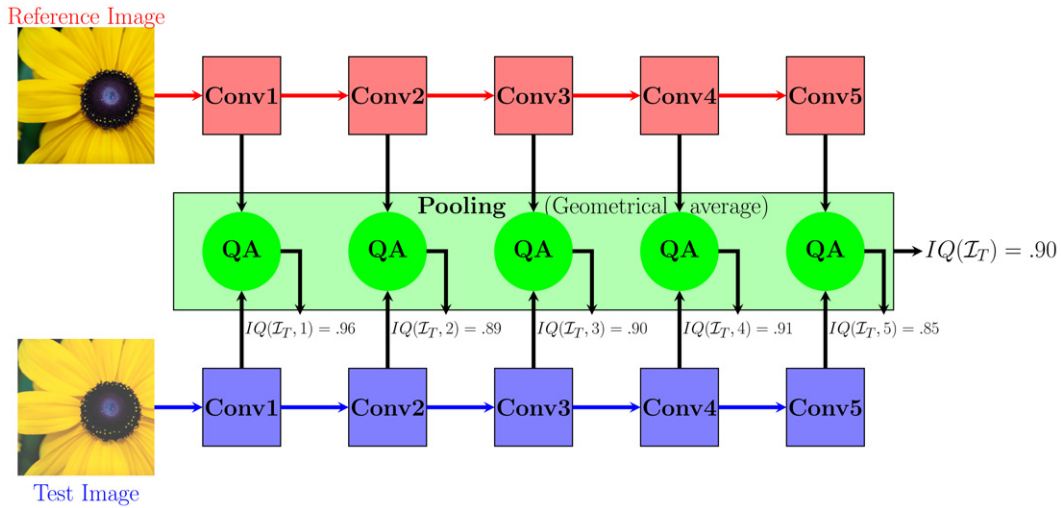 Reference Image
Conv1 Conv2 Conv3 Conv4 Conv5
Pooling (Geometrical average)
QA QA QA QA QA
IQ(𝓘_T) = .90
IQ(𝓘_T, 1) = .96 IQ(𝓘_T, 2) = .89 IQ(𝓘_T, 3) = .90 IQ(𝓘_T, 4) = .91 IQ(𝓘_T, 5) = .85
Conv1 Conv2 Conv3 Conv4 Conv5
Test Image